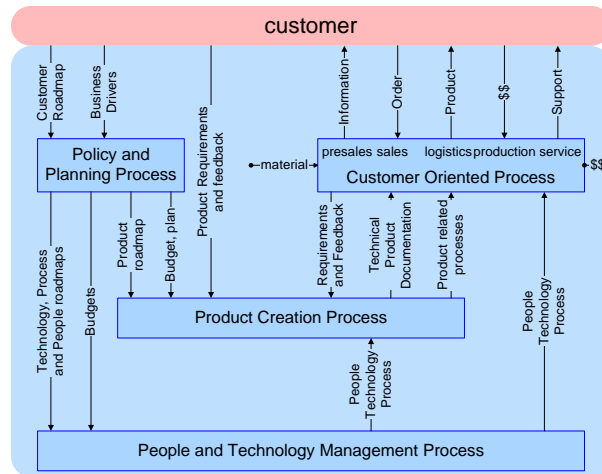 customer
Customer
Roadmap
Business
Drivers
Product Requirements
and feedback
Information
Order
Product
$$
Support
Policy and
Planning Process
material
presales sales logistics production service
Customer Oriented Process
$$
Technology, Process
and People roadmaps
Budgets
Product
roadmap
Budget, plan
Requirements
and Feedback
Technical
Product
Documentation
Product related
processes
People
Technology
Process
Product Creation Process
People
Technology
Process
People and Technology Management Process